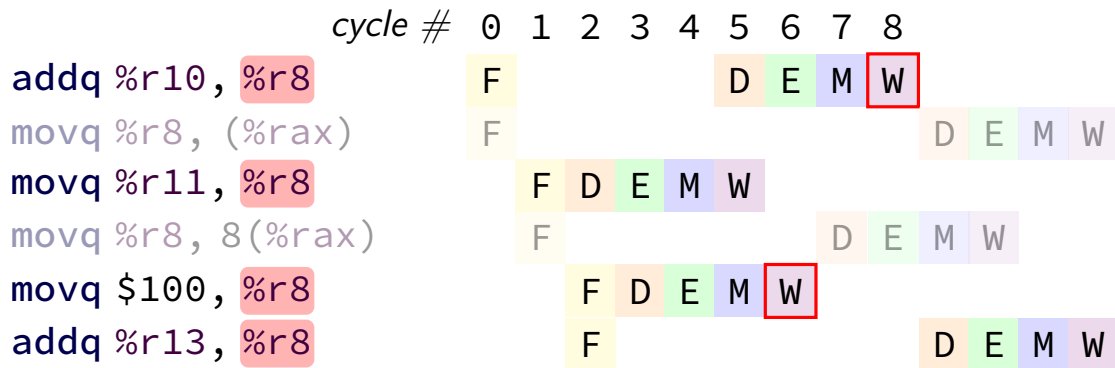 cycle # 0 1 2 3 4 5 6 7 8
addq %r10, %r8 F D E M W
movq %r8, (%rax) F D E M W
movq %r11, %r8 F D E M W
movq %r8, 8(%rax) F D E M W
movq $100, %r8 F D E M W
addq %r13, %r8 F D E M W